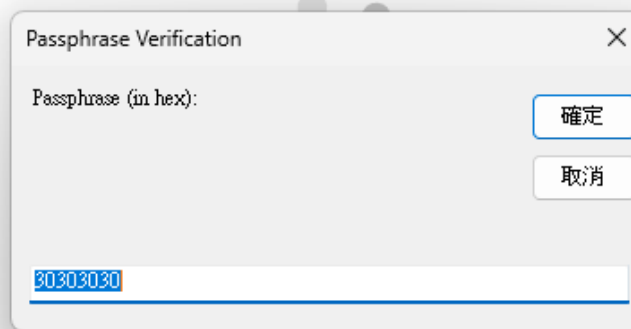 Passphrase Verification
Passphrase (in hex):
確定
取消
30303030